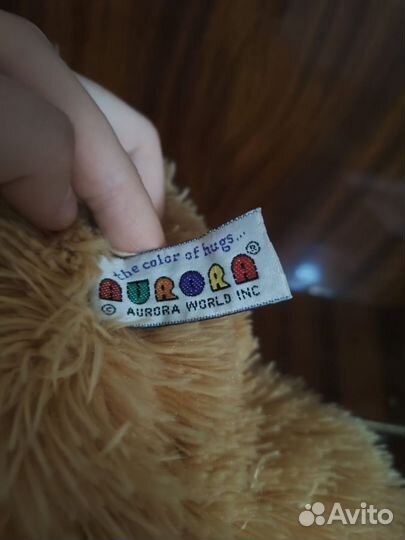 the color of hugs...
AURORA®
© AURORA WORLD INC
Avito